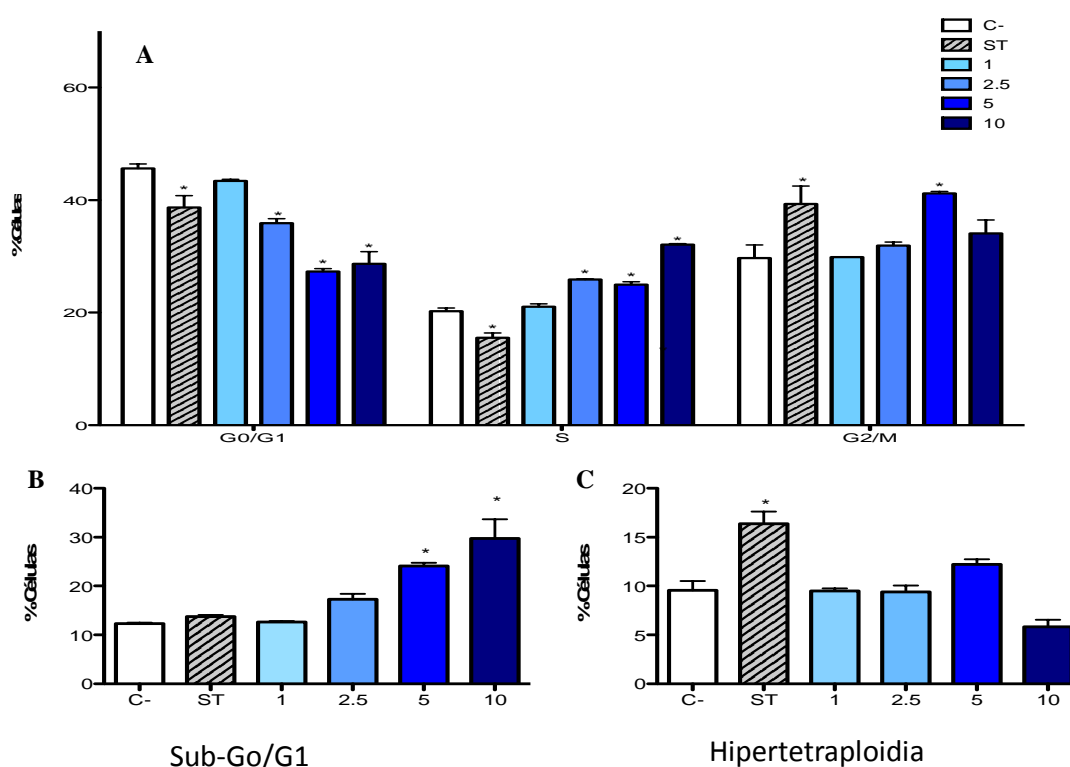 A
C-
ST
1
2.5
5
10
60
40
20
0
%Células
* * * *
* * * *
* *
G0/G1 S G2/M
B
40
30
20
10
0
%Células
* *
C- ST 1 2.5 5 10
Sub-Go/G1
C
20
15
10
5
0
%Células
*
C- ST 1 2.5 5 10
Hipertetraploidia